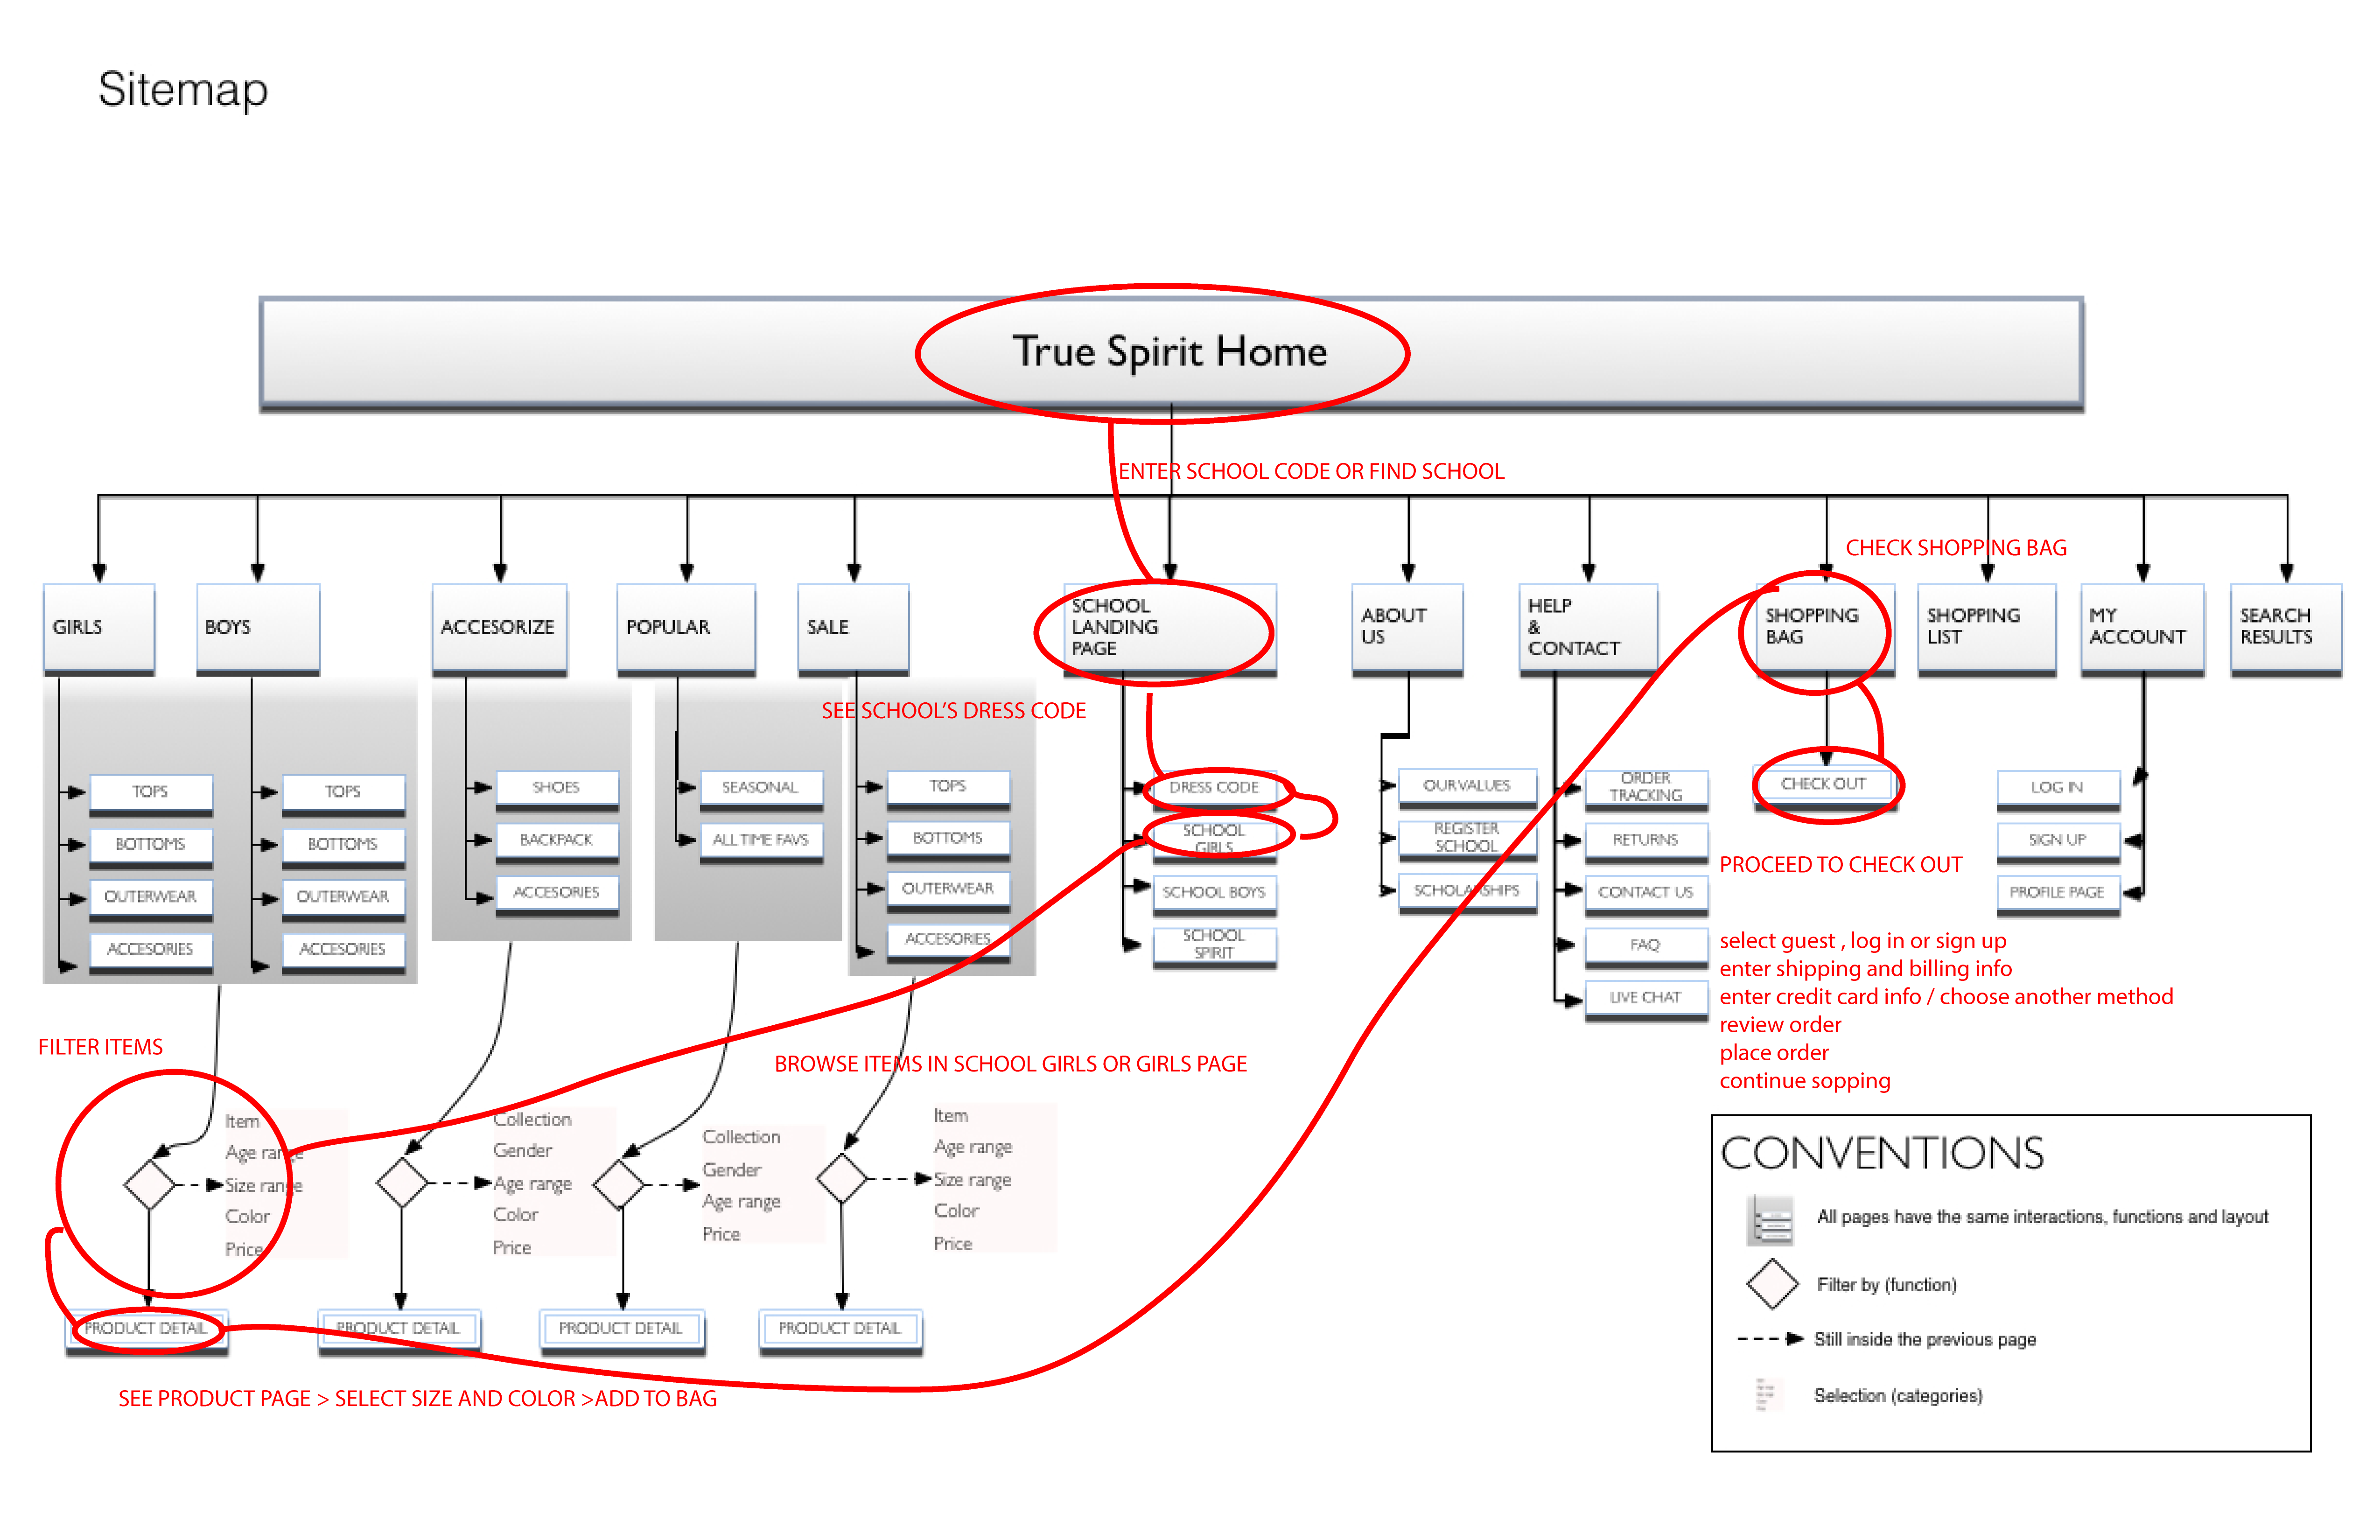 Sitemap
True Spirit Home
ENTER SCHOOL CODE OR FIND SCHOOL
CHECK SHOPPING BAG
GIRLS
BOYS
ACCESORIZE
POPULAR
SALE
SCHOOL
LANDING
PAGE
ABOUT
US
HELP
&
CONTACT
SHOPPING
BAG
SHOPPING
LIST
MY
ACCOUNT
SEARCH
RESULTS
SEE SCHOOL'S DRESS CODE
TOPS
BOTTOMS
OUTERWEAR
ACCESORIES
TOPS
BOTTOMS
OUTERWEAR
ACCESORIES
SHOES
BACKPACK
ACCESORIES
SEASONAL
ALL TIME FAVS
TOPS
BOTTOMS
OUTERWEAR
ACCESORIES
DRESS CODE
SCHOOL
GIRLS
SCHOOL BOYS
SCHOOL
SPIRIT
OUR VALUES
REGISTER
SCHOOL
SCHOLARSHIPS
ORDER
TRACKING
RETURNS
CONTACT US
FAQ
LIVE CHAT
CHECK OUT
LOG IN
SIGN UP
PROFILE PAGE
PROCEED TO CHECK OUT
select guest , log in or sign up
enter shipping and billing info
enter credit card info / choose another method
review order
place order
continue sopping
FILTER ITEMS
BROWSE ITEMS IN SCHOOL GIRLS OR GIRLS PAGE
Item
Age range
Size range
Color
Price
Collection
Gender
Age range
Color
Price
Collection
Gender
Age range
Price
Item
Age range
Size range
Color
Price
PRODUCT DETAIL
PRODUCT DETAIL
PRODUCT DETAIL
PRODUCT DETAIL
SEE PRODUCT PAGE > SELECT SIZE AND COLOR >ADD TO BAG
CONVENTIONS
All pages have the same interactions, functions and layout
Filter by (function)
Still inside the previous page
Selection (categories)